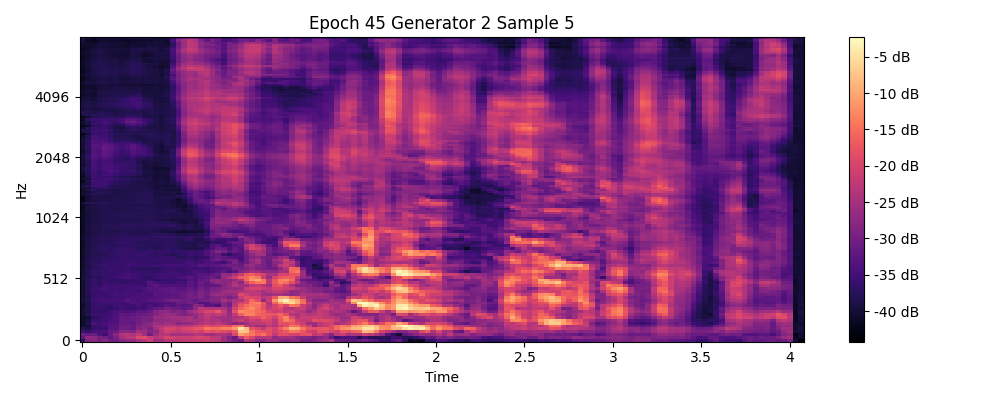 Epoch 45 Generator 2 Sample 5
Hz
4096
2048
1024
512
0
0 0.5 1 1.5 2 2.5 3 3.5 4
Time
-5 dB
-10 dB
-15 dB
-20 dB
-25 dB
-30 dB
-35 dB
-40 dB